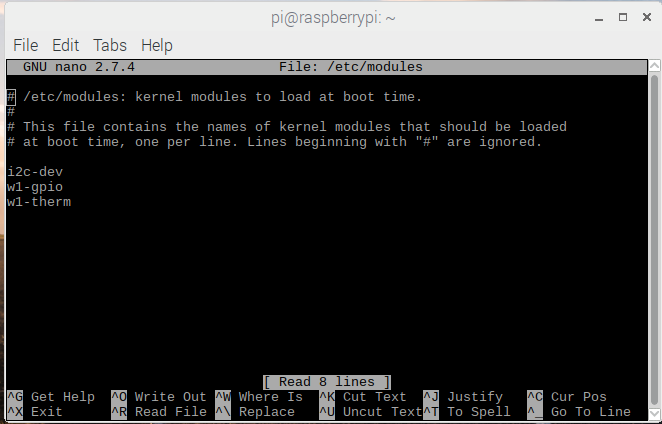 pi@raspberrypi: ~
File Edit Tabs Help
GNU nano 2.7.4 File: /etc/modules
# /etc/modules: kernel modules to load at boot time.
#
# This file contains the names of kernel modules that should be loaded
# at boot time, one per line. Lines beginning with "#" are ignored.
i2c-dev
w1-gpio
w1-therm
[ Read 8 lines ]
^G Get Help ^O Write Out ^W Where Is ^K Cut Text ^J Justify ^C Cur Pos
^X Exit ^R Read File ^\ Replace ^U Uncut Text ^T To Spell ^_ Go To Line